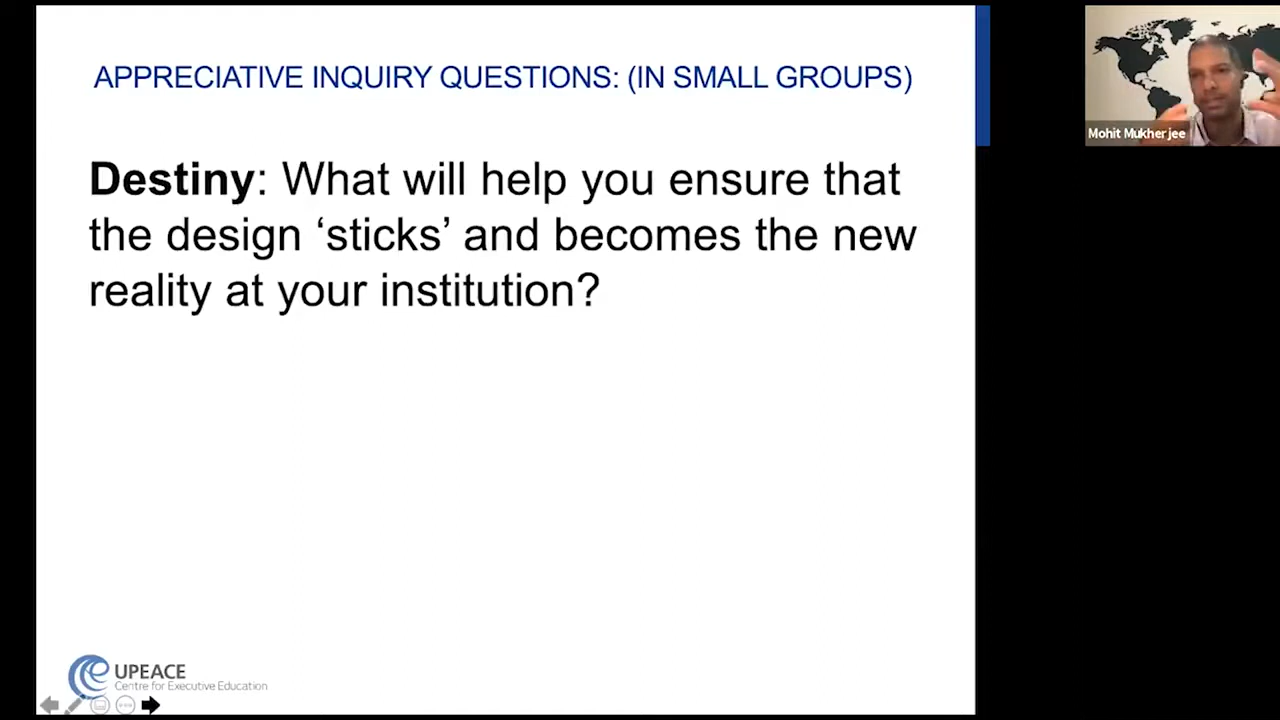 APPRECIATIVE INQUIRY QUESTIONS: (IN SMALL GROUPS)
Mohit Mukherjee
Destiny: What will help you ensure that
the design ‘sticks’ and becomes the new
reality at your institution?
UPEACE
Centre for Executive Education